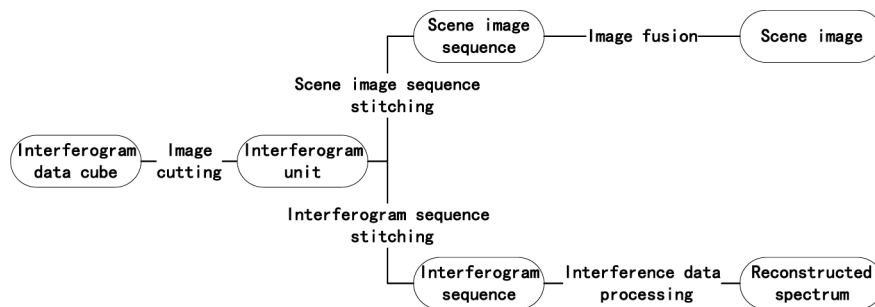 Scene image
sequence
Image fusion
Scene image
Scene image sequence
stitching
Interferogram
data cube
Image
cutting
Interferogram
unit
Interferogram sequence
stitching
Interferogram
sequence
Interference data
processing
Reconstructed
spectrum